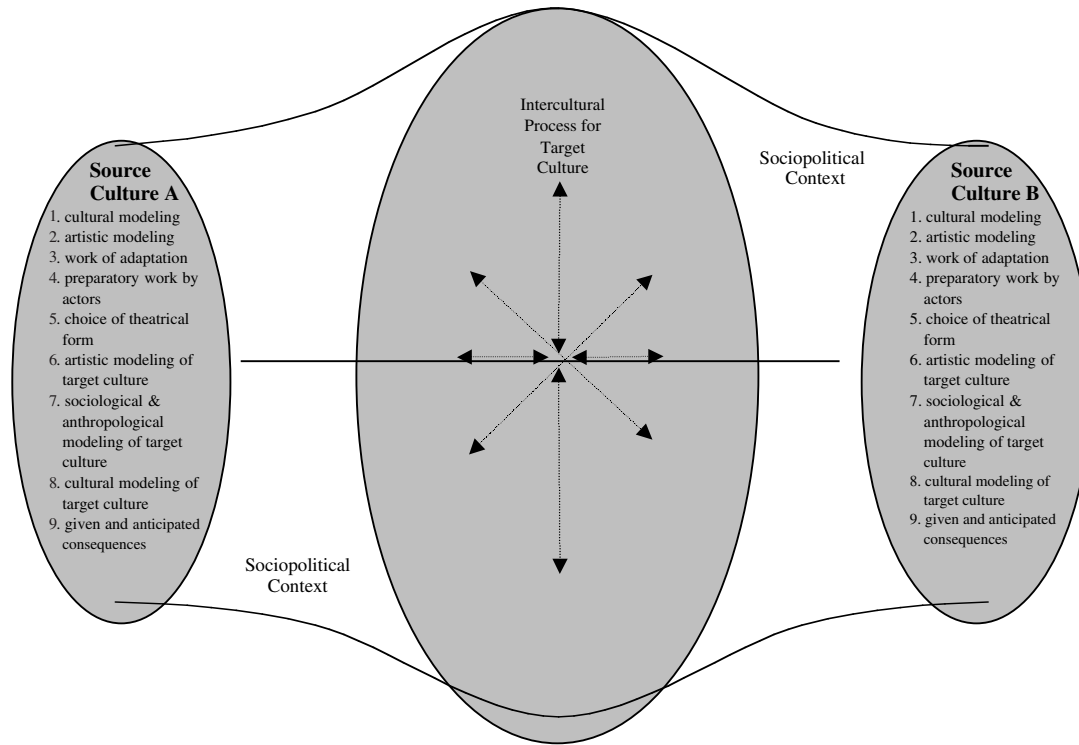 Intercultural
Process for
Target
Culture
Sociopolitical
Context
Source
Culture A
1. cultural modeling
2. artistic modeling
3. work of adaptation
4. preparatory work by
actors
5. choice of theatrical
form
6. artistic modeling of
target culture
7. sociological &
anthropological
modeling of target
culture
8. cultural modeling of
target culture
9. given and anticipated
consequences
Source
Culture B
1. cultural modeling
2. artistic modeling
3. work of adaptation
4. preparatory work by
actors
5. choice of theatrical
form
6. artistic modeling of
target culture
7. sociological &
anthropological
modeling of target
culture
8. cultural modeling of
target culture
9. given and anticipated
consequences
Sociopolitical
Context